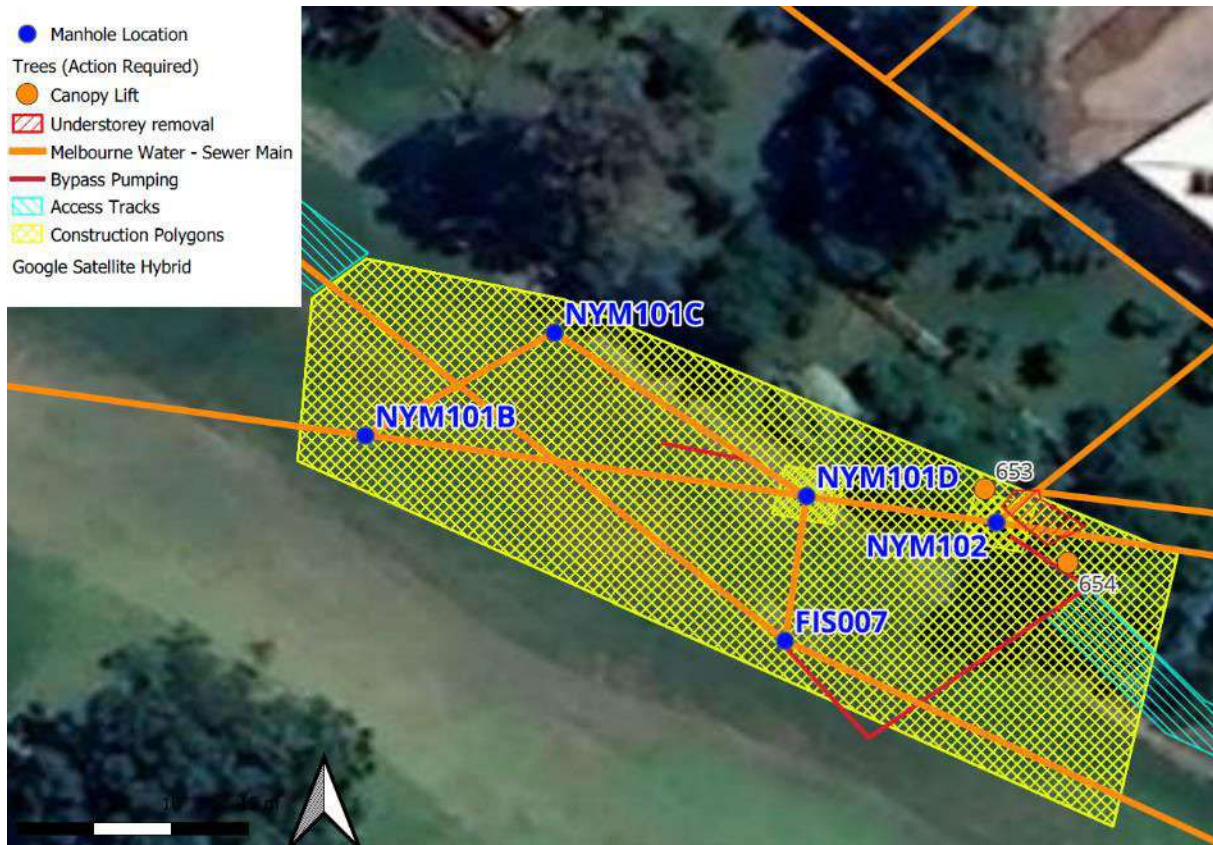 Manhole Location
Trees (Action Required)
Canopy Lift
Understorey removal
Melbourne Water - Sewer Main
Bypass Pumping
Access Tracks
Construction Polygons
Google Satellite Hybrid
NYM101C
NYM101B
653
NYM101D
NYM102
654
FIS007